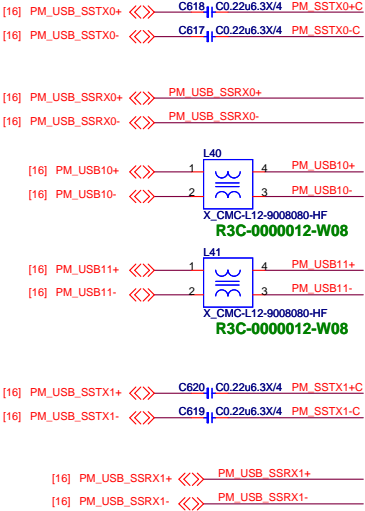 C618 C0.22u6.3X/4 PM_SSTX0+C
[16] PM_USB_SSTX0+
C617 C0.22u6.3X/4 PM_SSTX0-C
[16] PM_USB_SSTX0-
[16] PM_USB_SSRX0+ PM_USB_SSRX0+
[16] PM_USB_SSRX0- PM_USB_SSRX0-
L40
[16] PM_USB10+ 1 4 PM_USB10+
[16] PM_USB10- 2 3 PM_USB10-
X_CMC-L12-9008080-HF
R3C-0000012-W08
L41
[16] PM_USB11+ 1 4 PM_USB11+
[16] PM_USB11- 2 3 PM_USB11-
X_CMC-L12-9008080-HF
R3C-0000012-W08
[16] PM_USB_SSTX1+ C620 C0.22u6.3X/4 PM_SSTX1+C
[16] PM_USB_SSTX1- C619 C0.22u6.3X/4 PM_SSTX1-C
[16] PM_USB_SSRX1+ PM_USB_SSRX1+
[16] PM_USB_SSRX1- PM_USB_SSRX1-